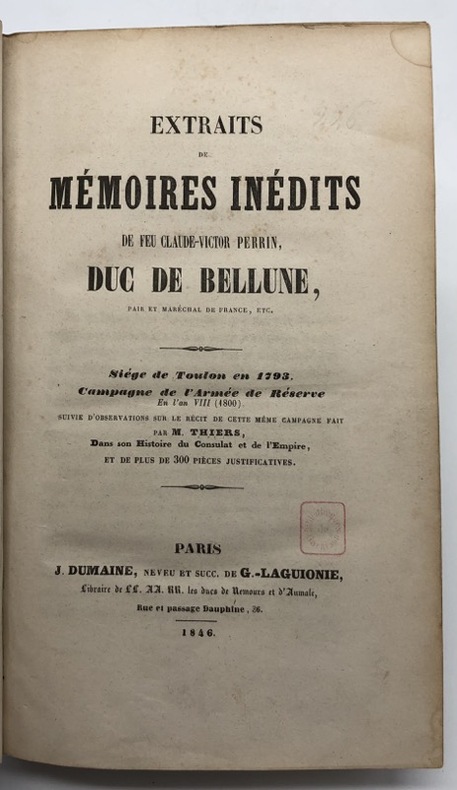 EXTRAITS
DE
MÉMOIRES INÉDITS
DE FEU CLAUDE-VICTOR PERRIN,
DUC DE BELLUNE,
PAIR ET MARÉCHAL DE FRANCE, ETC.
Siége de Toulon en 1793.
Campagne de l'Armée de Réserve
En l'an VIII (1800).
SUIVIE D'OBSERVATIONS SUR LE RÉCIT DE CETTE MÊME CAMPAGNE FAIT
PAR M. THIERS,
Dans son Histoire du Consulat et de l'Empire,
ET DE PLUS DE 300 PIÈCES JUSTIFICATIVES.
PARIS
J. DUMAINE, NEVEU ET SUCC. DE G.-LAGUIONIE,
Libraire de LL. AA. RR. les ducs de Nemours et d'Aumale,
Rue et passage Dauphine, 36.
1846.